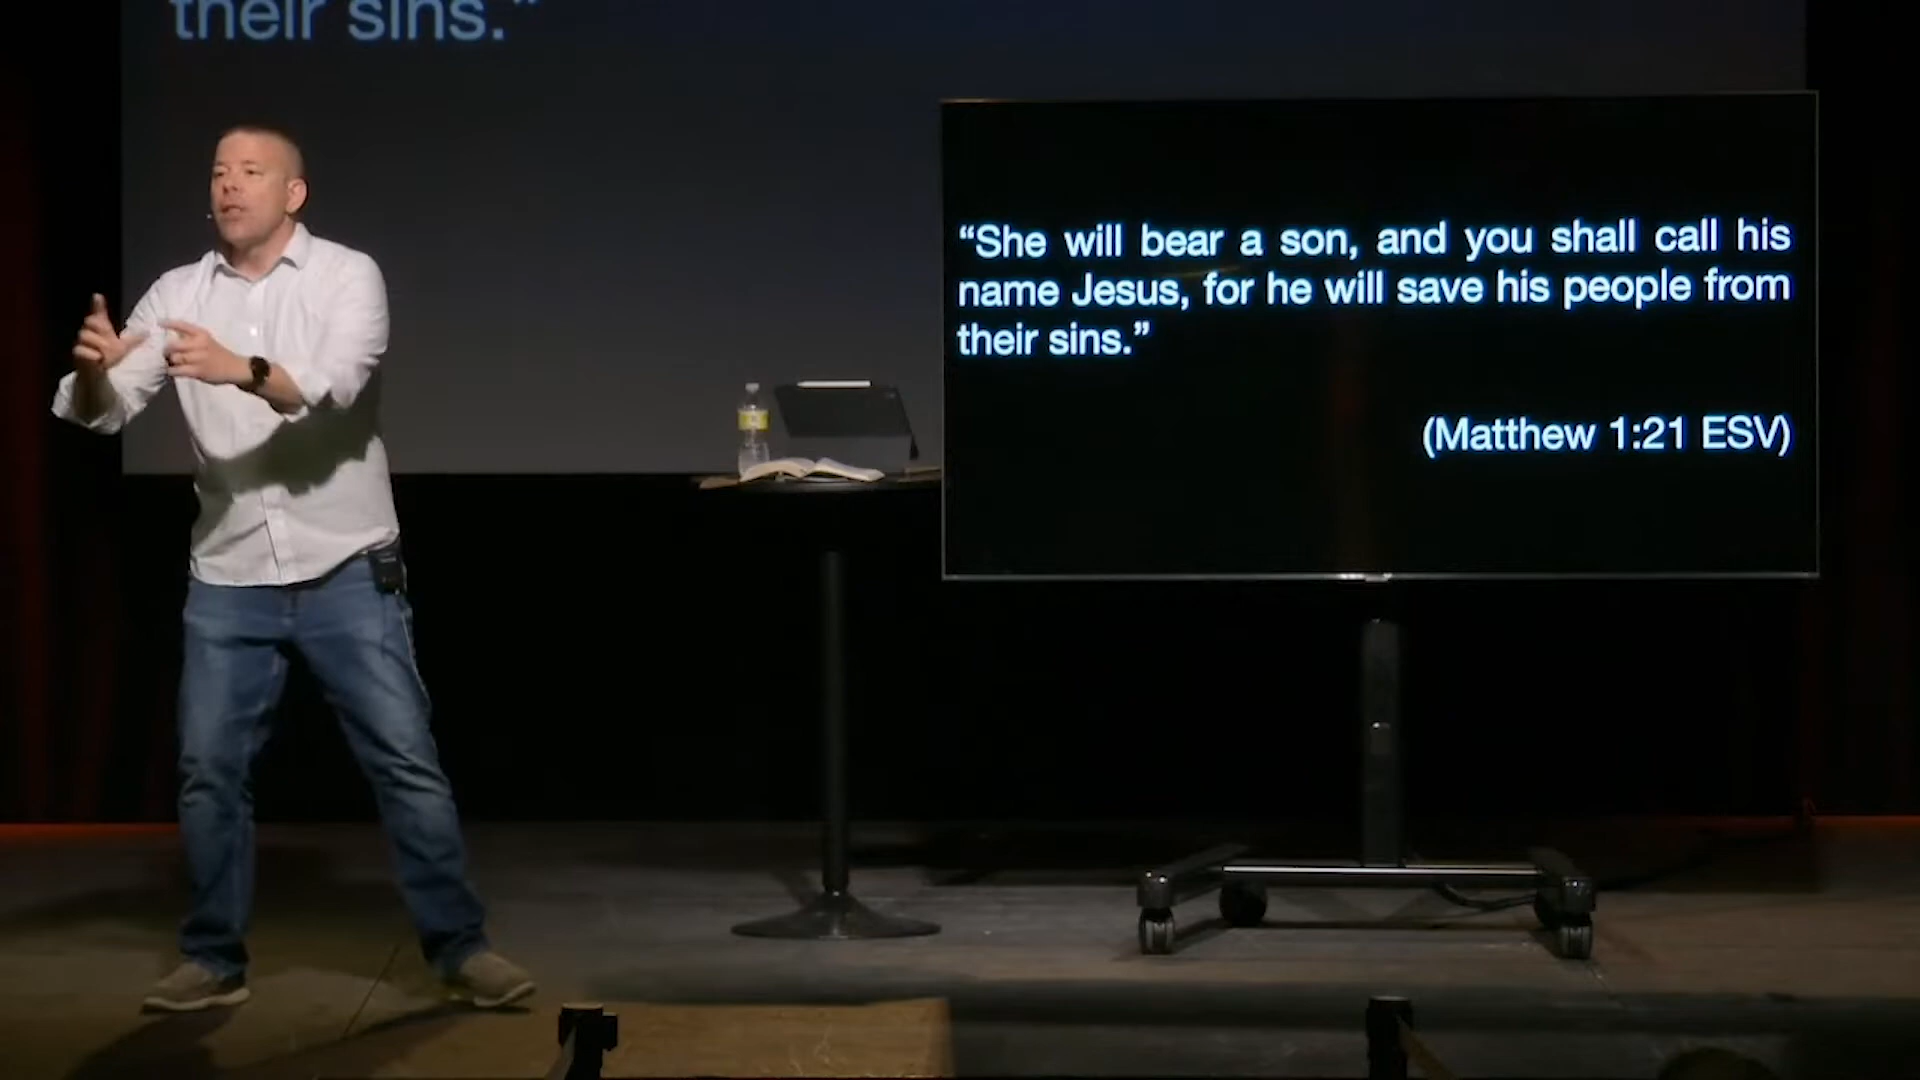 their sins.”
“She will bear a son, and you shall call his
name Jesus, for he will save his people from
their sins.”
(Matthew 1:21 ESV)